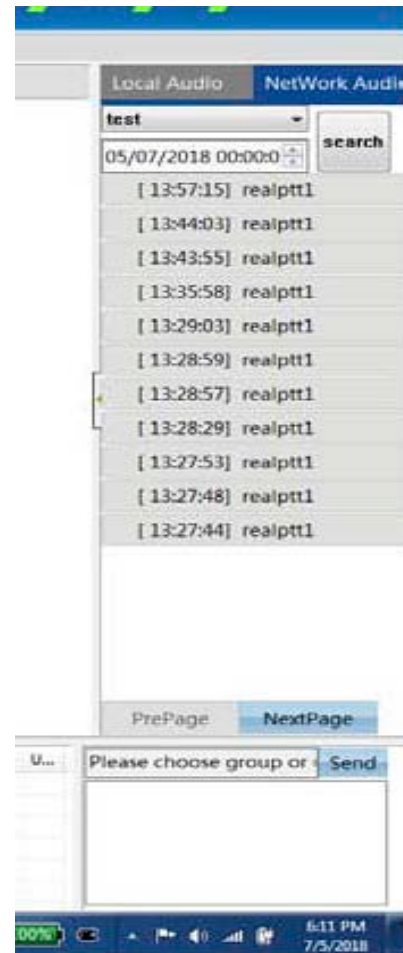 Local Audio NetWork Audi
test
search
05/07/2018 00:00:0
[ 13:57:15] realptt1
[ 13:44:03] realptt1
[ 13:43:55] realptt1
[ 13:35:58] realptt1
[ 13:29:03] realptt1
[ 13:28:59] realptt1
[ 13:28:57] realptt1
[ 13:28:29] realptt1
[ 13:27:53] realptt1
[ 13:27:48] realptt1
[ 13:27:44] realptt1
PrePage NextPage
U... Please choose group or Send
00%
6:11 PM
7/5/2018